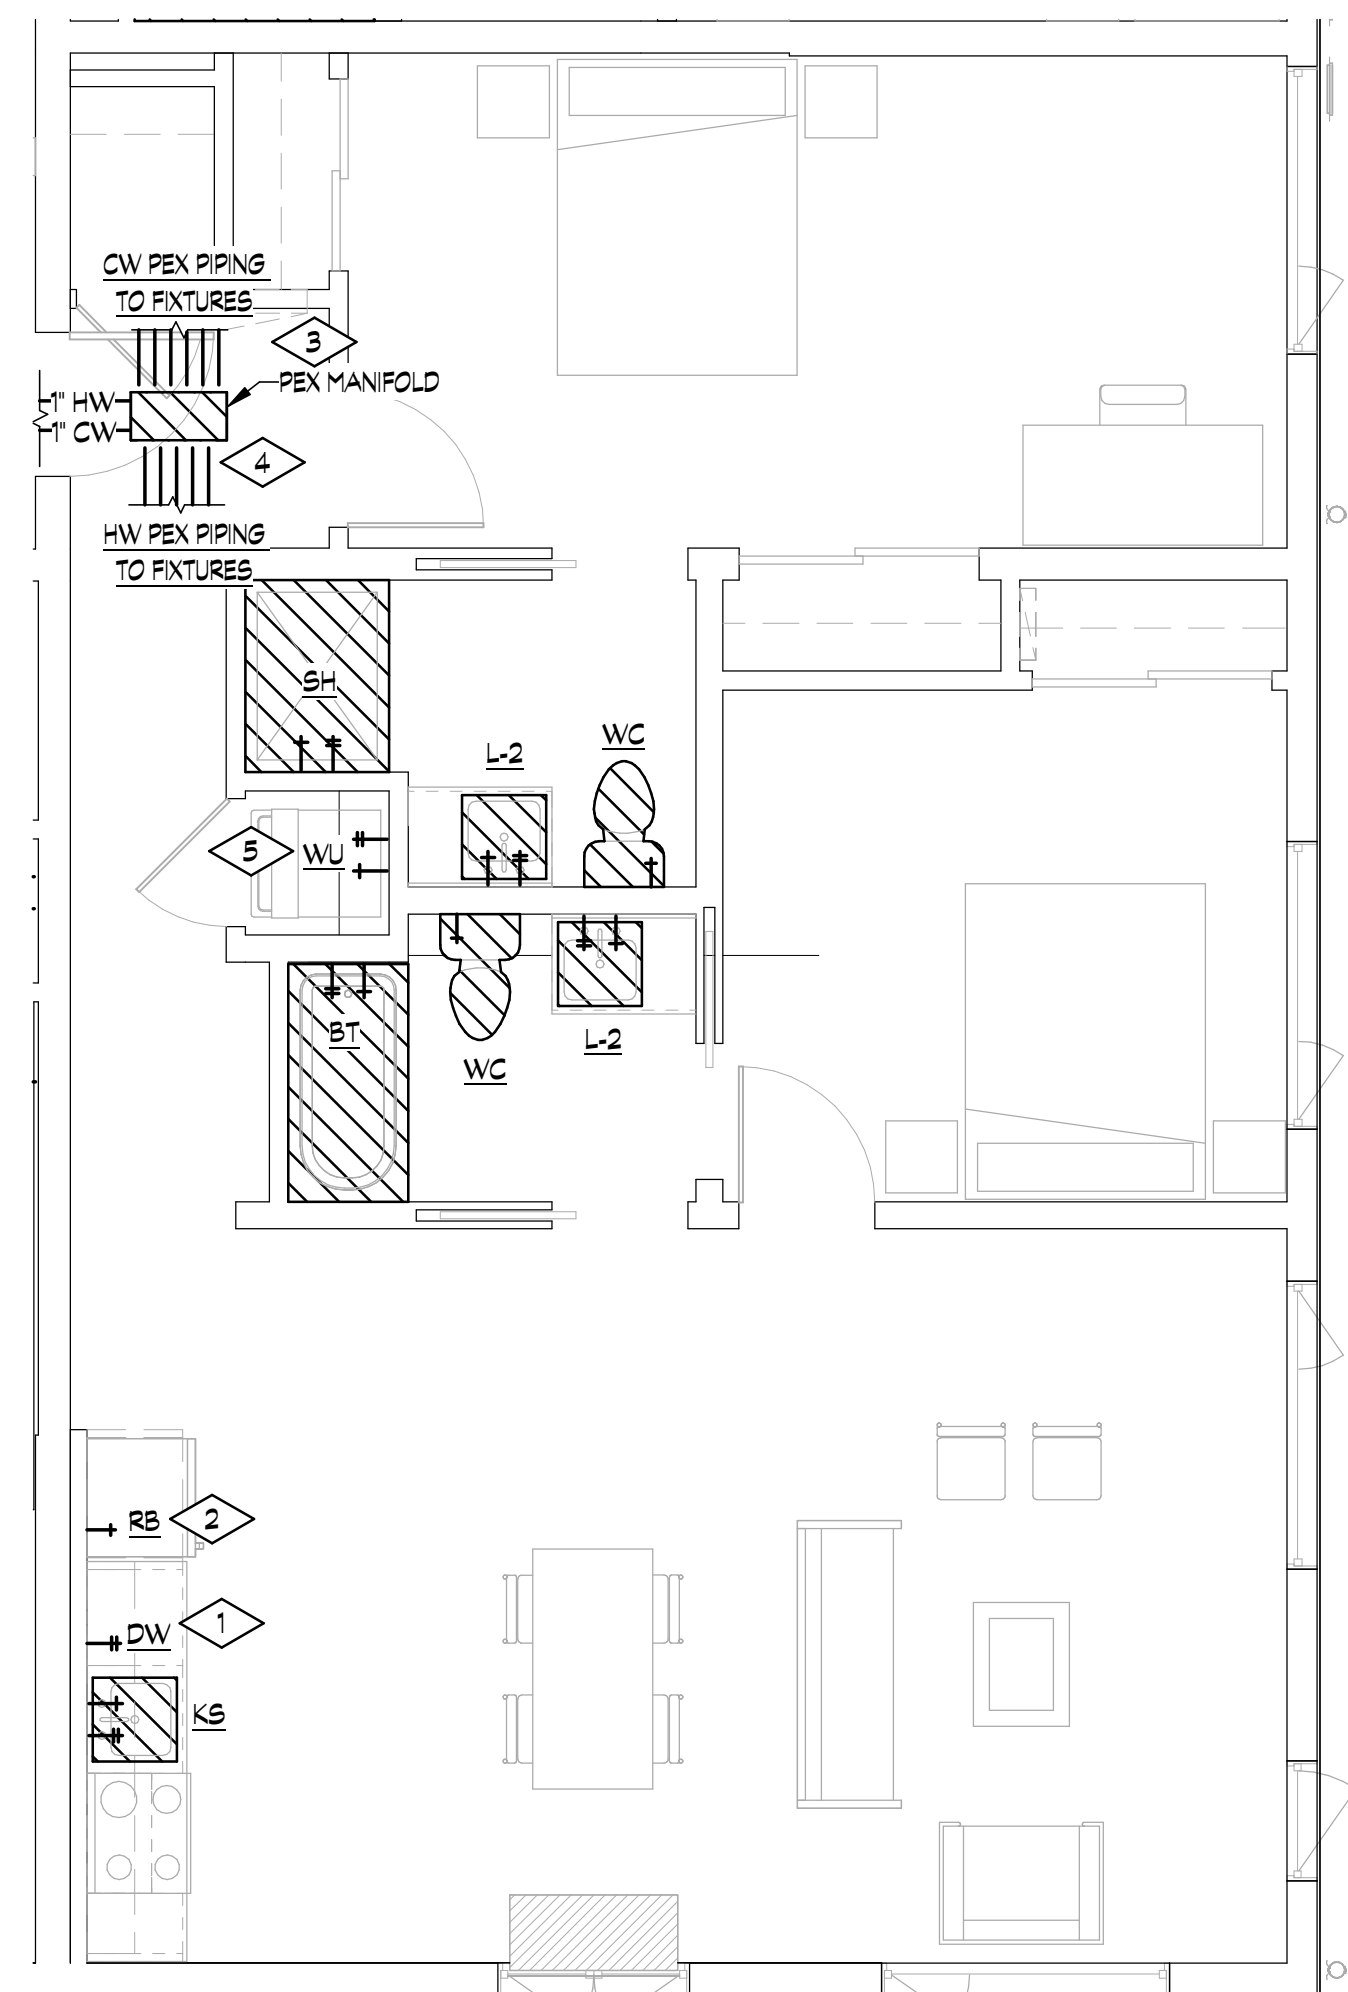 CW PEX PIPING
TO FIXTURES
3
PEX MANIFOLD
1" HW
1" CW
4
HW PEX PIPING
TO FIXTURES
SH
WC
L-2
5
WU
BT
L-2
WC
RB
2
DW
1
KS